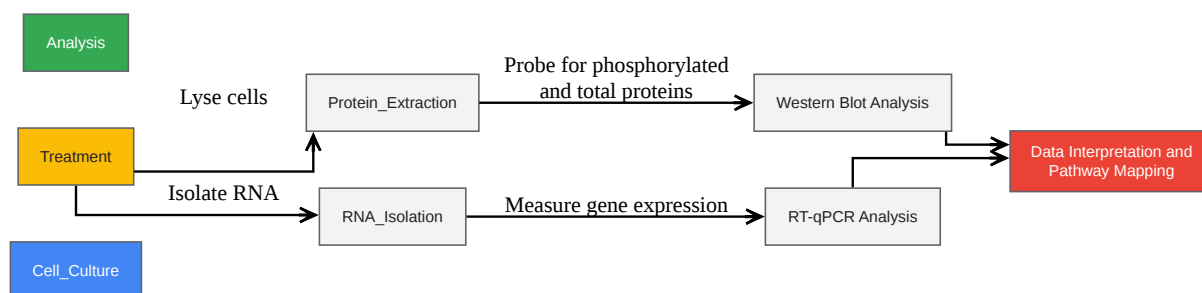 Analysis
Lyse cells
Protein_Extraction
Probe for phosphorylated
and total proteins
Western Blot Analysis
Treatment
Data Interpretation and
Pathway Mapping
Isolate RNA
RNA_Isolation
Measure gene expression
RT-qPCR Analysis
Cell_Culture